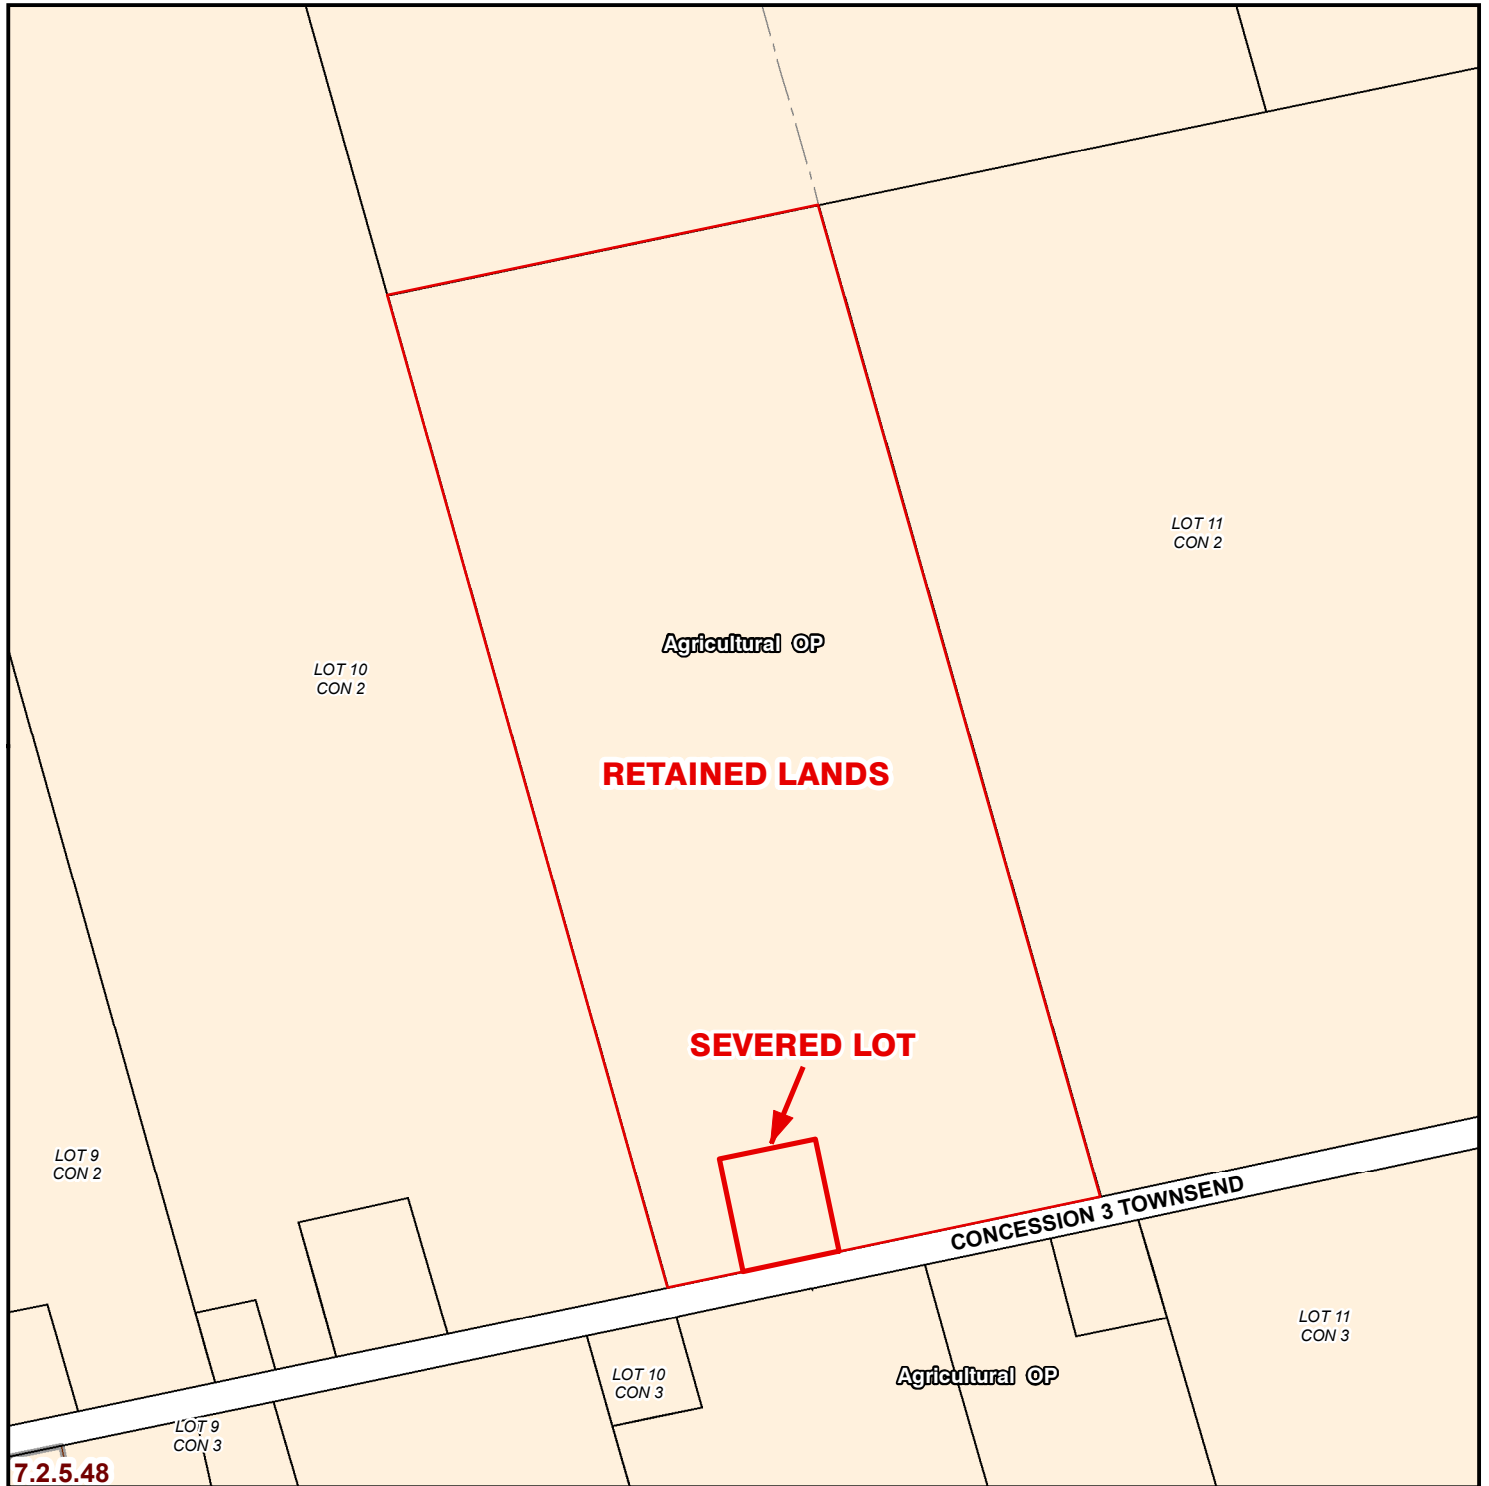 LOT 11
CON 2
Agricultural OP
LOT 10
CON 2
RETAINED LANDS
SEVERED LOT
LOT 9
CON 2
CONCESSION 3 TOWNSEND
LOT 11
CON 3
LOT 10
CON 3
Agricultural OP
LOT 9
CON 3
7.2.5.48